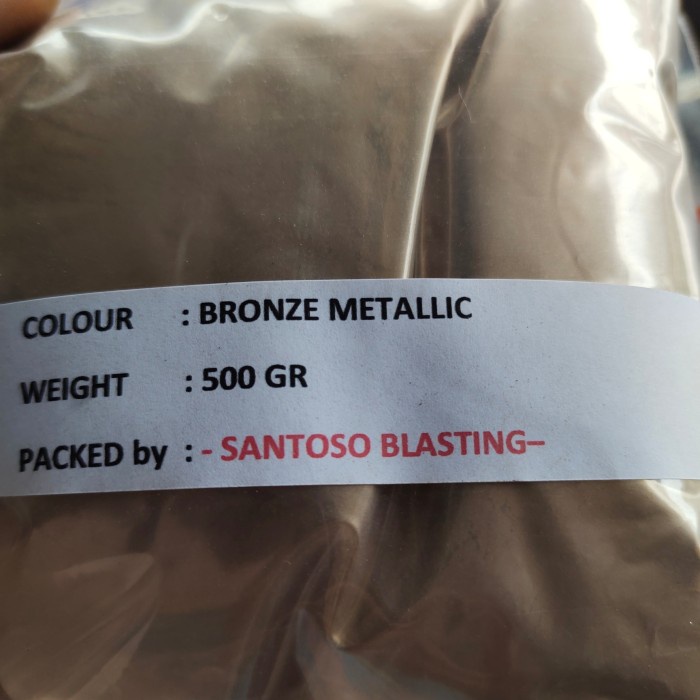 COLOUR : BRONZE METALLIC
WEIGHT : 500 GR
PACKED by : - SANTOSO BLASTING–